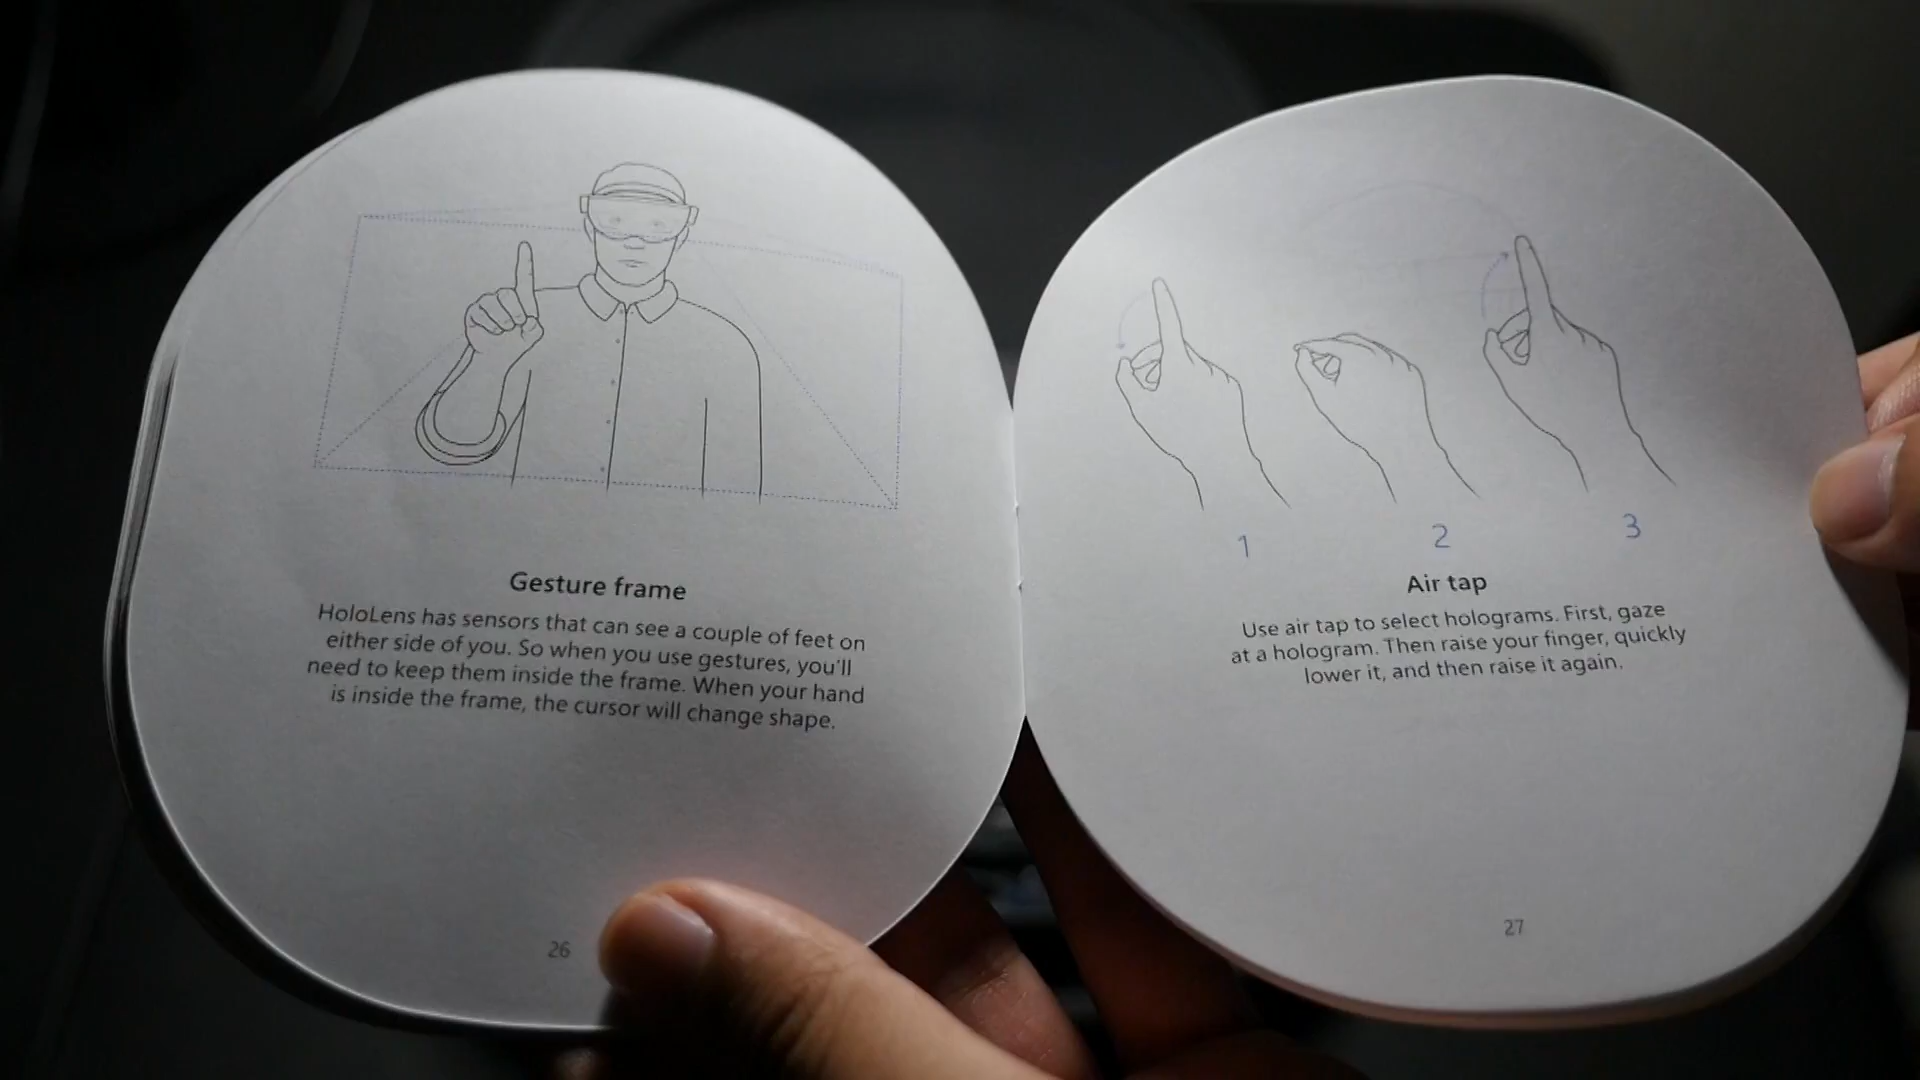 Gesture frame
HoloLens has sensors that can see a couple of feet on
either side of you. So when you use gestures, you'll
need to keep them inside the frame. When your hand
is inside the frame, the cursor will change shape.
26
1
2
3
Air tap
Use air tap to select holograms. First, gaze
at a hologram. Then raise your finger, quickly
lower it, and then raise it again.
27